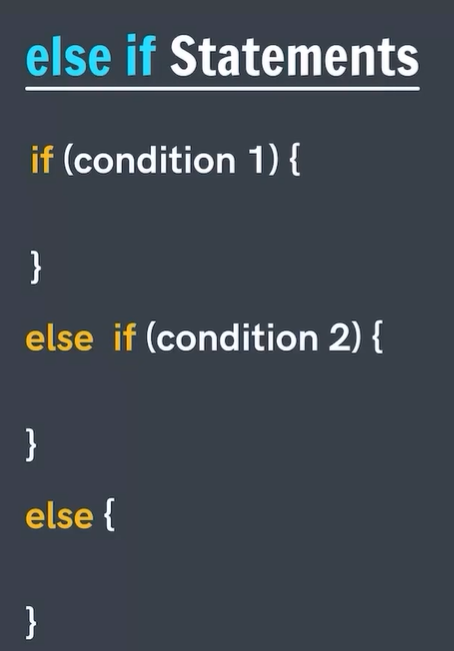 else if Statements
if (condition 1) {
}
else if (condition 2) {
}
else {
}